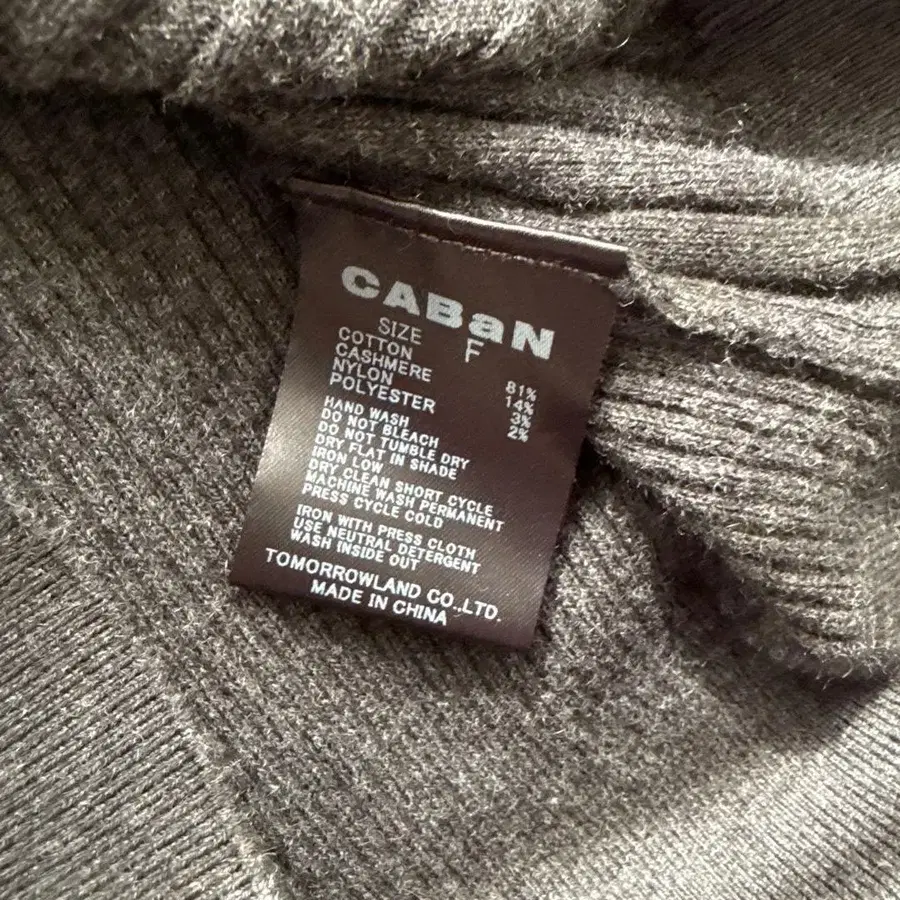 CABaN
SIZE F
COTTON 81%
CASHMERE 14%
NYLON 3%
POLYESTER 2%
HAND WASH
DO NOT BLEACH
DO NOT TUMBLE DRY
DRY FLAT IN SHADE
IRON LOW
DRY CLEAN SHORT CYCLE
MACHINE WASH PERMANENT
PRESS CYCLE COLD
IRON WITH PRESS CLOTH
USE NEUTRAL DETERGENT
WASH INSIDE OUT
TOMORROWLAND CO.,LTD.
MADE IN CHINA